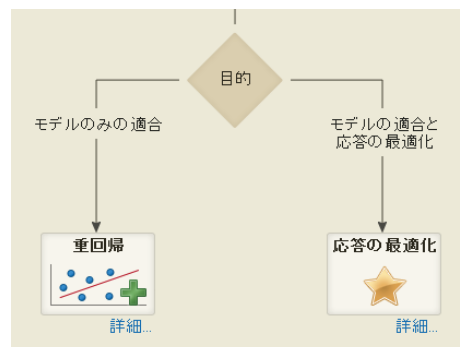 目的
モデルのみの適合
モデルの適合と
応答の最適化
重回帰
応答の最適化
詳細...
詳細...